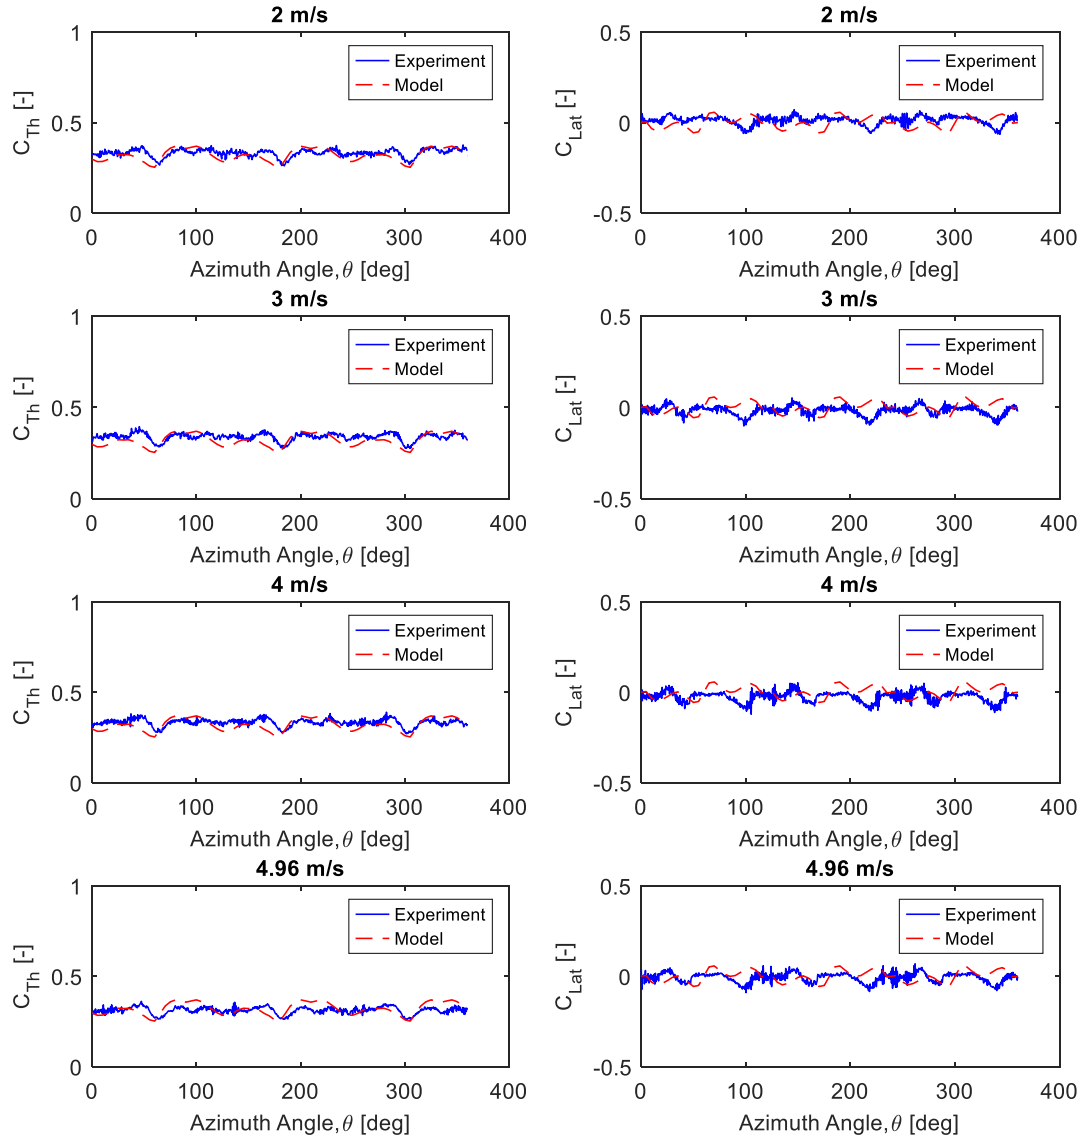 2 m/s
1
0.5
0
C_Th [-]
Experiment
Model
0 100 200 300 400
Azimuth Angle, θ [deg]
2 m/s
0.5
0
-0.5
C_Lat [-]
Experiment
Model
0 100 200 300 400
Azimuth Angle, θ [deg]
3 m/s
1
0.5
0
C_Th [-]
Experiment
Model
0 100 200 300 400
Azimuth Angle, θ [deg]
3 m/s
0.5
0
-0.5
C_Lat [-]
Experiment
Model
0 100 200 300 400
Azimuth Angle, θ [deg]
4 m/s
1
0.5
0
C_Th [-]
Experiment
Model
0 100 200 300 400
Azimuth Angle, θ [deg]
4 m/s
0.5
0
-0.5
C_Lat [-]
Experiment
Model
0 100 200 300 400
Azimuth Angle, θ [deg]
4.96 m/s
1
0.5
0
C_Th [-]
Experiment
Model
0 100 200 300 400
Azimuth Angle, θ [deg]
4.96 m/s
0.5
0
-0.5
C_Lat [-]
Experiment
Model
0 100 200 300 400
Azimuth Angle, θ [deg]